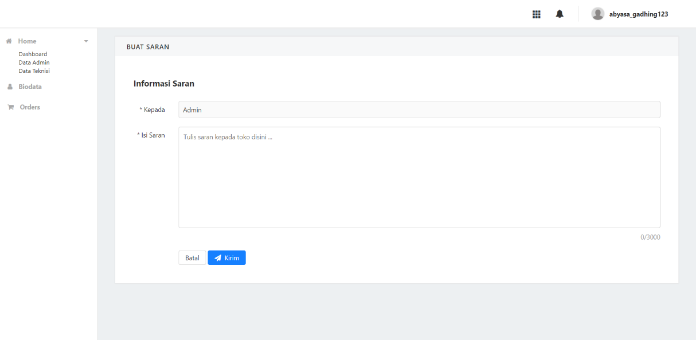 abyasa_gadhing123
Home
Dashboard
Data Admin
Data Teknisi
Biodata
Orders
BUAT SARAN
Informasi Saran
* Kepada
Admin
* Isi Saran
Tulis saran kepada toko disini ...
0/3000
Batal
Kirim